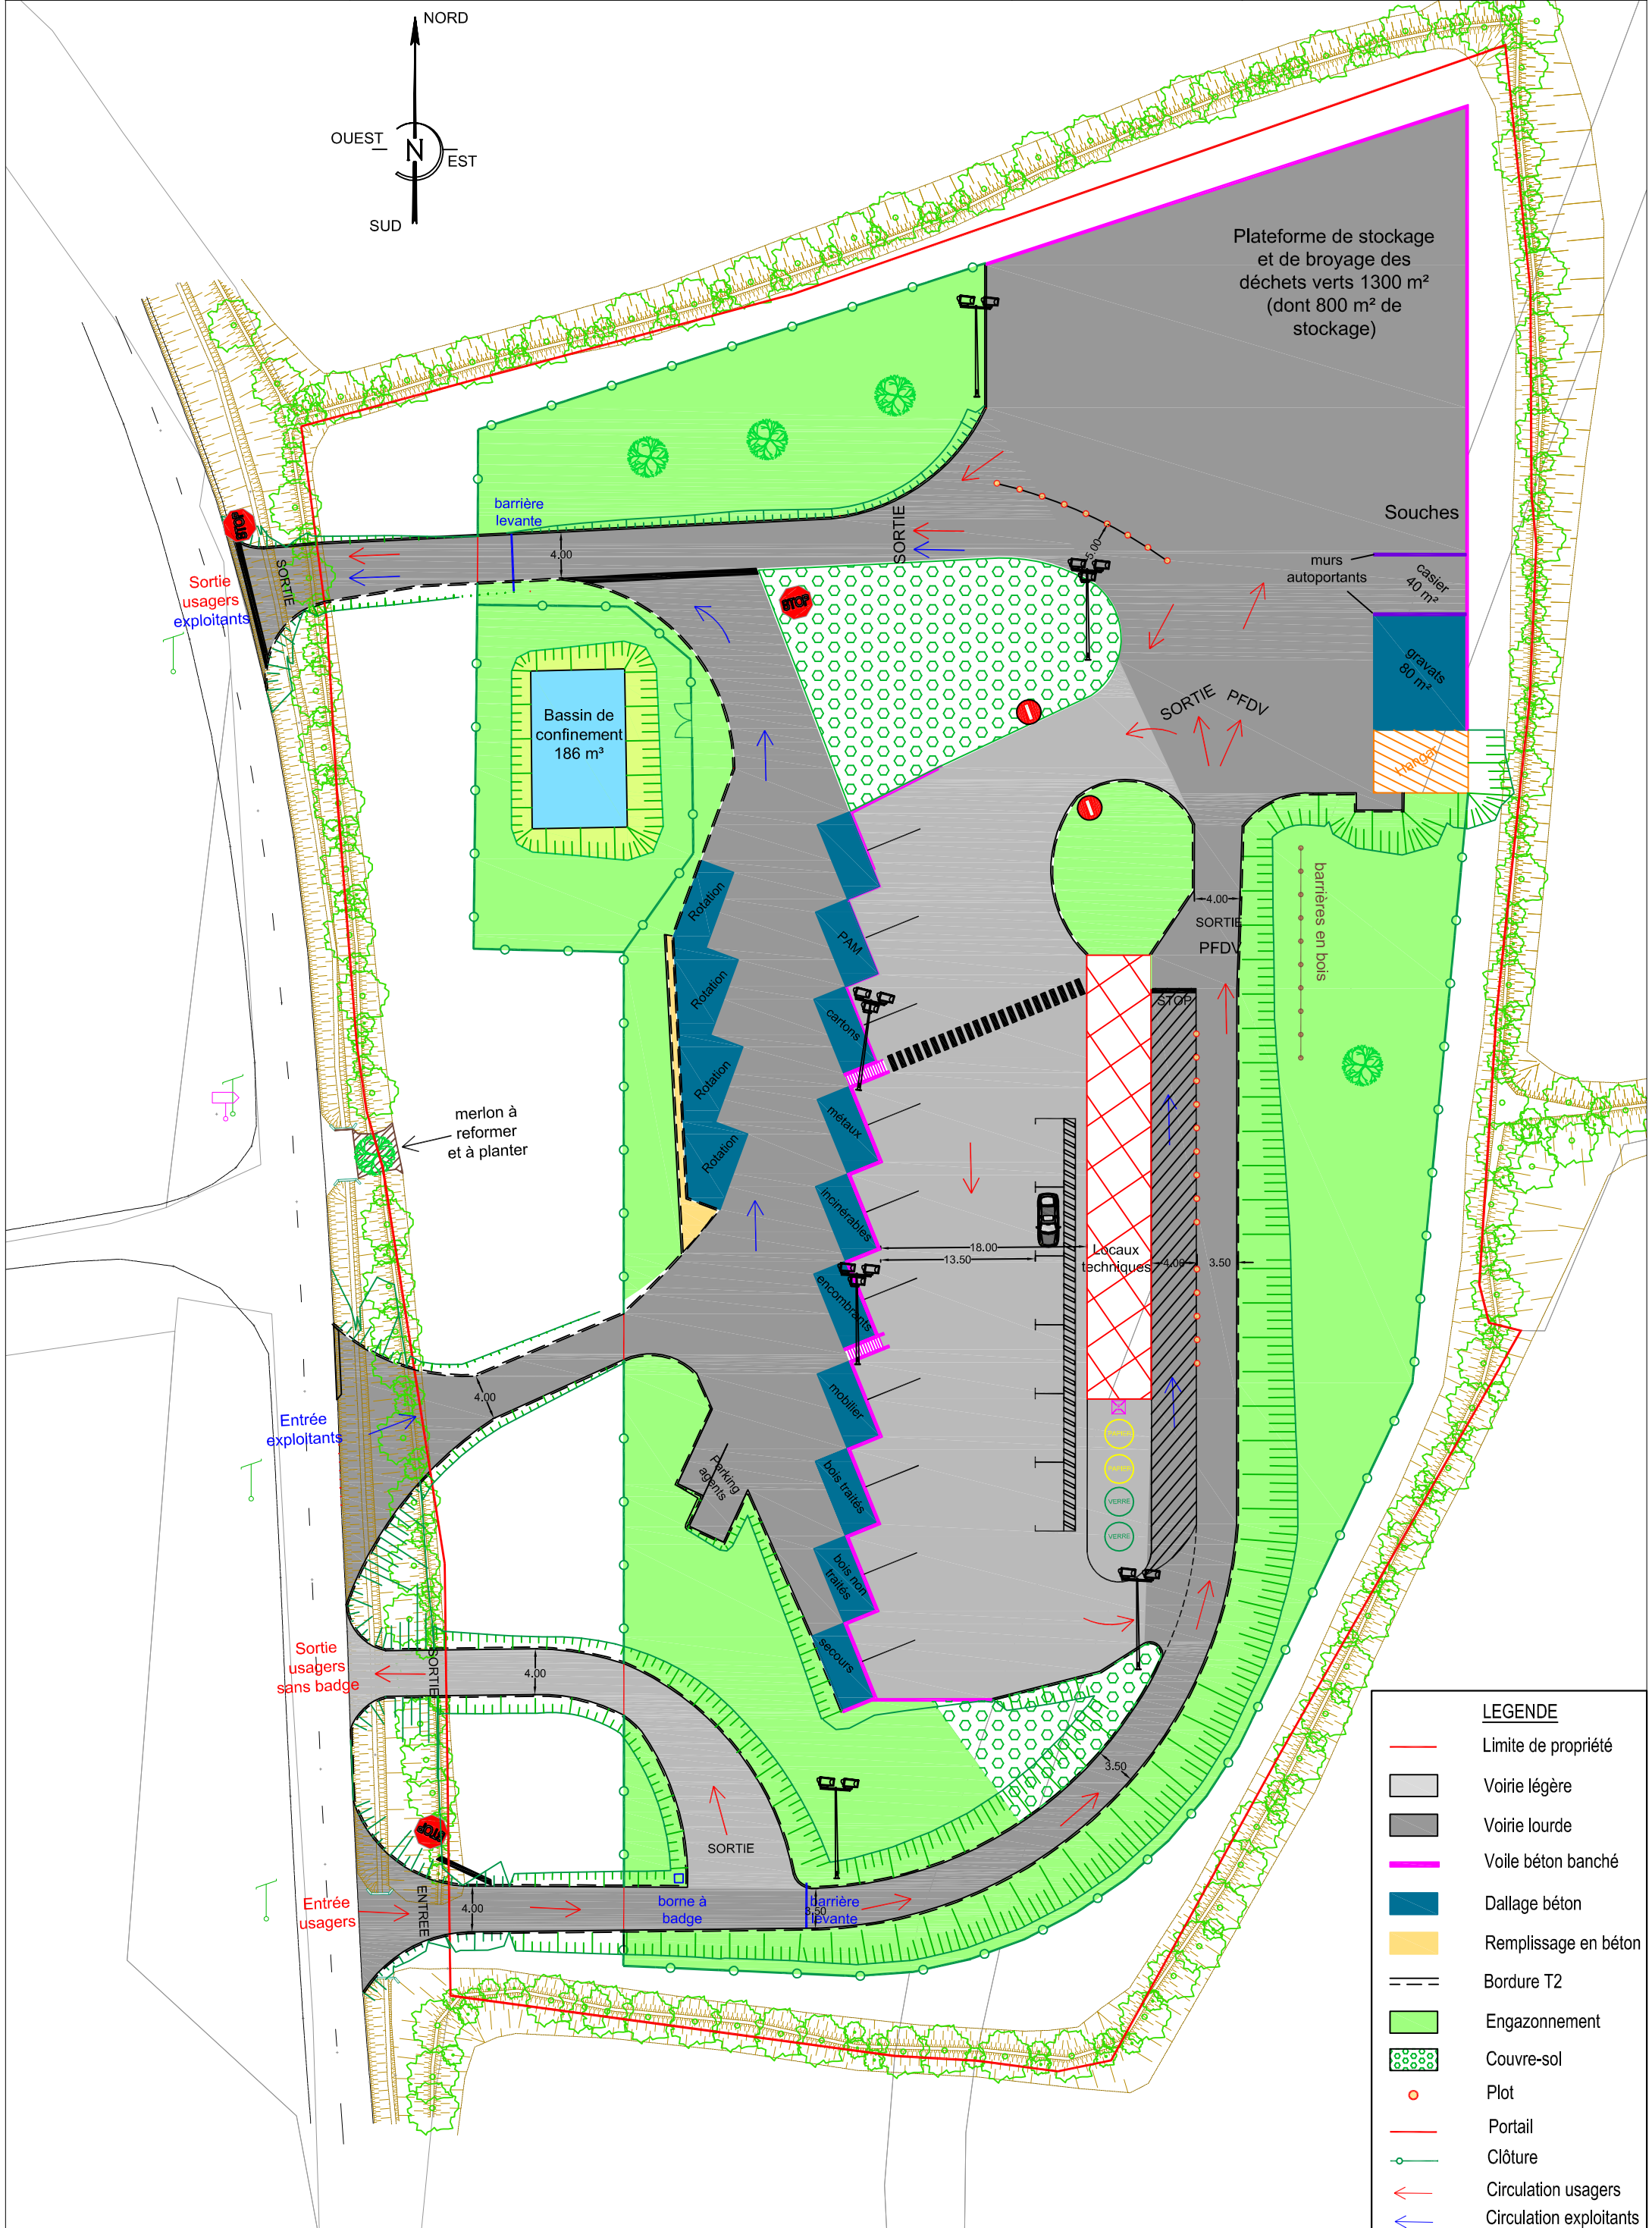 NORD
OUEST
N
EST
SUD
Plateforme de stockage
et de broyage des
déchets verts 1300 m²
(dont 800 m² de
stockage)
Souches
murs
autoportants
casier
40 m²
gravats
80 m²
Hangar
barrière
levante
4.00
SORTIE
5.00
STOP
SORTIE
Sortie
usagers
exploitants
STOP
Bassin de
confinement
186 m³
SORTIE PFDV
4.00
SORTIE
PFDV
barrières en bois
STOP
Rotation
Rotation
Rotation
Rotation
PAM
cartons
métaux
incinérables
encombrants
mobilier
bois traités
bois non
traités
secours
merlon à
reformer
et à planter
18.00
13.50
Locaux
techniques
4.00
3.50
PAPIER
PAPIER
VERRE
VERRE
Entrée
exploitants
4.00
Parking
agents
Sortie
usagers
sans badge
SORTIE
4.00
STOP
SORTIE
3.50
Entrée
usagers
ENTREE
4.00
borne à
badge
3.50
barrière
levante
LEGENDE
Limite de propriété
Voirie légère
Voirie lourde
Voile béton banché
Dallage béton
Remplissage en béton
Bordure T2
Engazonnement
Couvre-sol
Plot
Portail
Clôture
Circulation usagers
Circulation exploitants